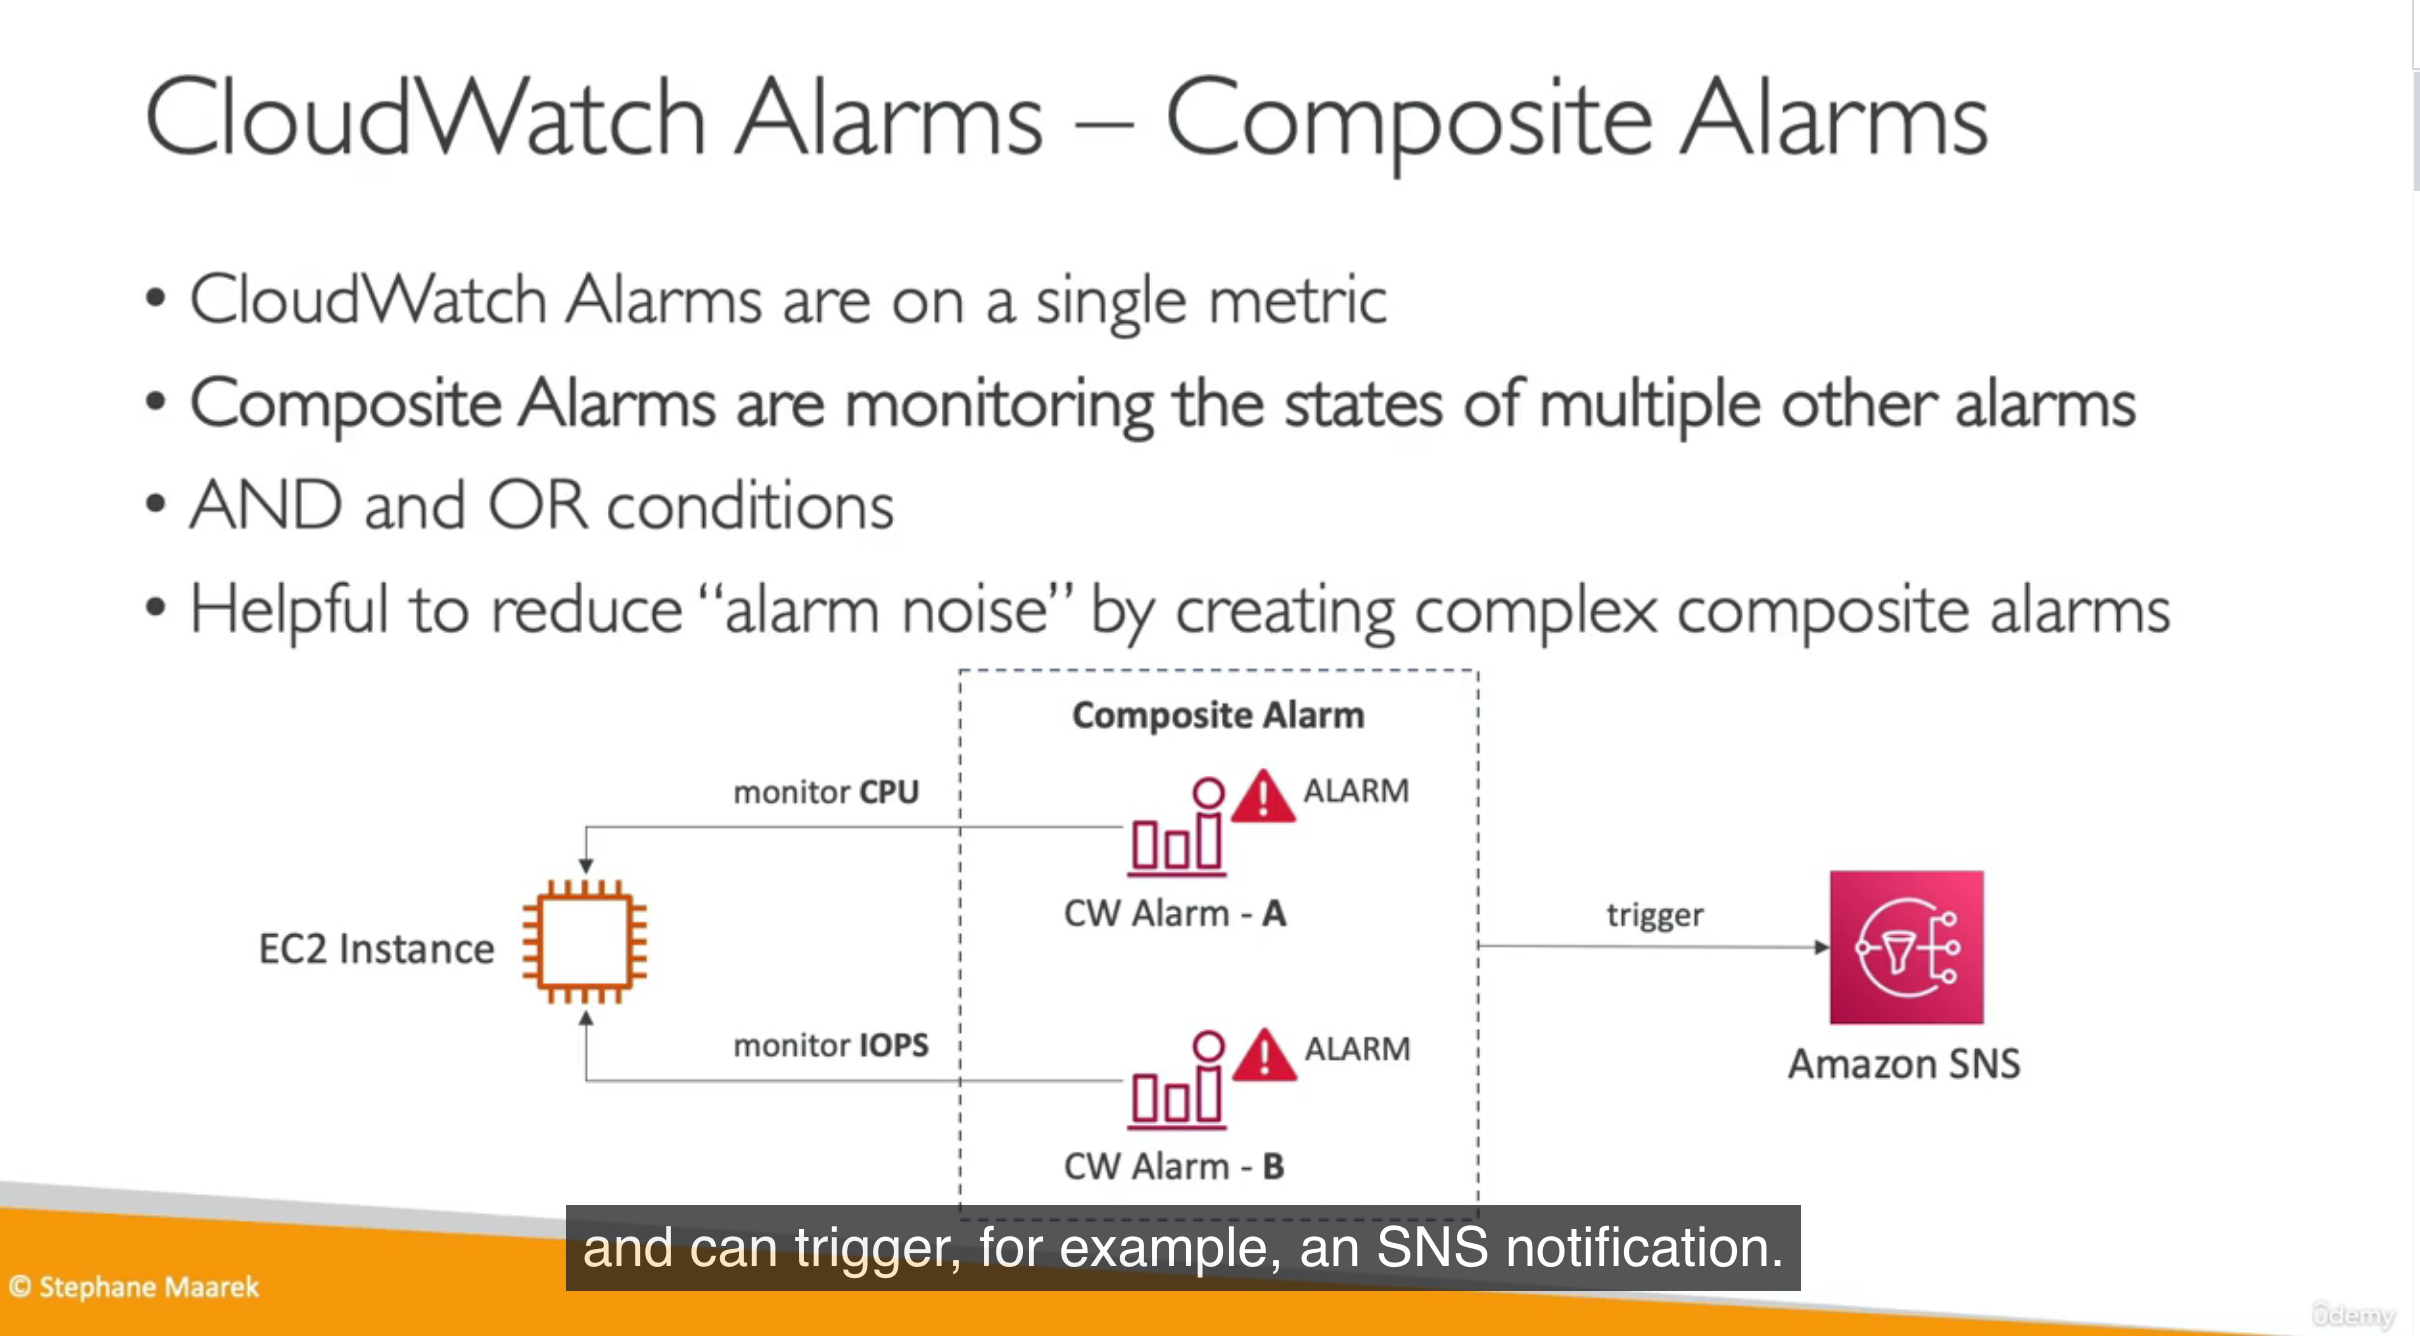 CloudWatch Alarms – Composite Alarms
• CloudWatch Alarms are on a single metric
• Composite Alarms are monitoring the states of multiple other alarms
• AND and OR conditions
• Helpful to reduce “alarm noise” by creating complex composite alarms
Composite Alarm
monitor CPU
ALARM
CW Alarm - A
EC2 Instance
trigger
monitor IOPS
ALARM
Amazon SNS
CW Alarm - B
and can trigger, for example, an SNS notification.
© Stephane Maarek
ûdemy